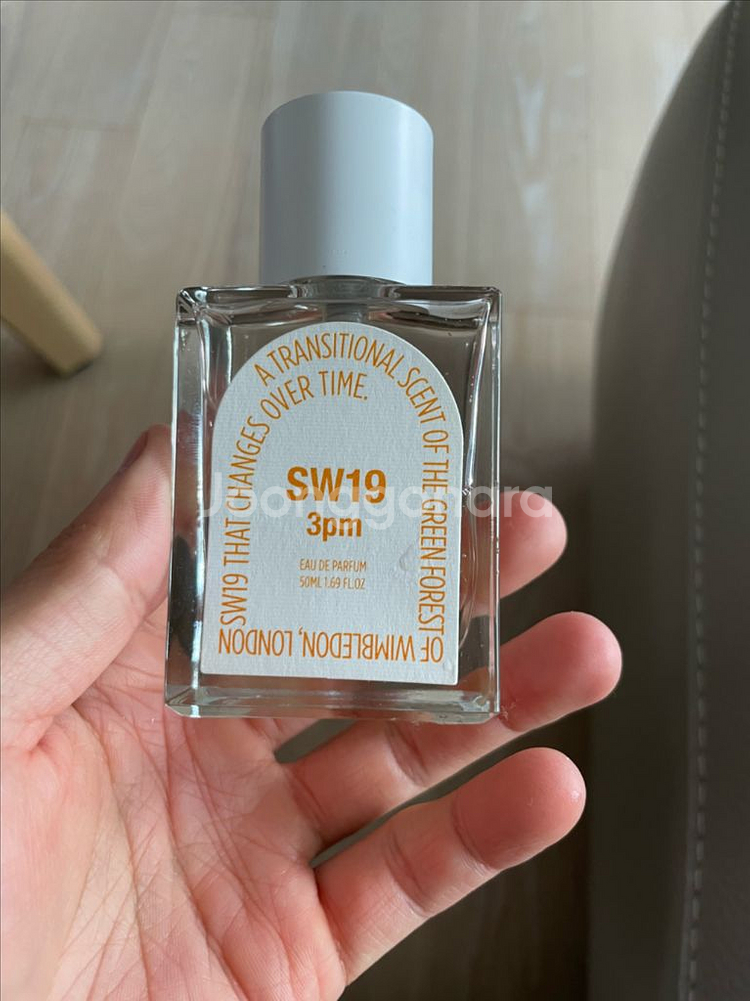 SW19 THAT CHANGES OVER TIME.
A TRANSITIONAL SCENT OF THE GREEN FOREST
OF WIMBLEDON, LONDON
SW19
3pm
EAU DE PARFUM
50ML 1.69 FL.OZ
Joonggonara